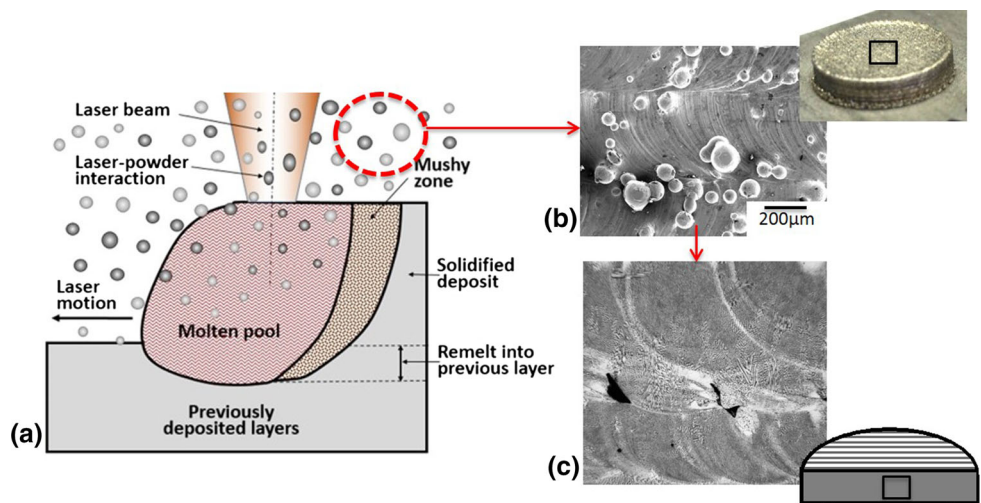 Laser beam
Laser-powder
interaction
Mushy
zone
Laser
motion
Solidified
deposit
Molten pool
Remelt into
previous layer
Previously
deposited layers
(a)
(b)
200μm
(c)